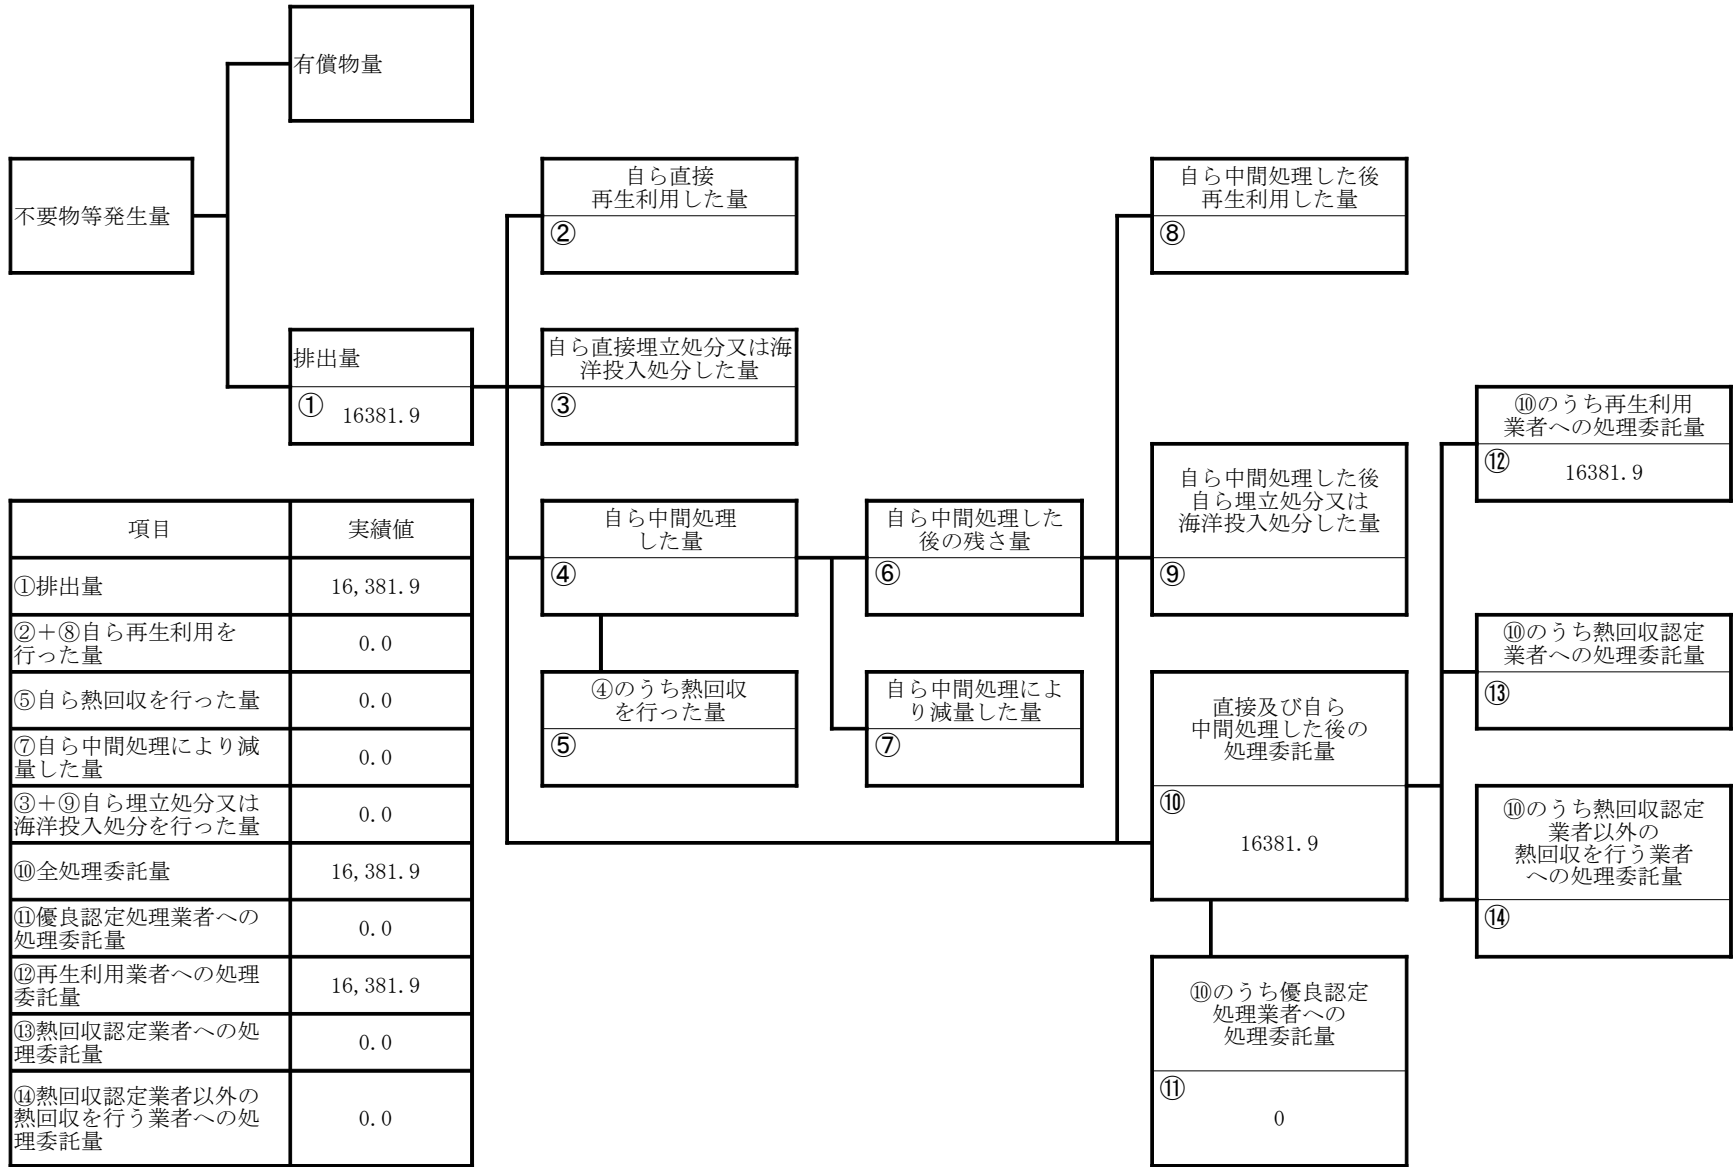 有償物量
不要物等発生量
自ら直接
再生利用した量
②
自ら中間処理した後
再生利用した量
⑧
排出量
① 16381.9
自ら直接埋立処分又は海
洋投入処分した量
③
⑩のうち再生利用
業者への処理委託量
⑫ 16381.9
自ら中間処理
した量
④
自ら中間処理した
後の残さ量
⑥
自ら中間処理した後
自ら埋立処分又は
海洋投入処分した量
⑨
④のうち熱回収
を行った量
⑤
自ら中間処理によ
り減量した量
⑦
直接及び自ら
中間処理した後の
処理委託量
⑩
16381.9
⑩のうち熱回収認定
業者への処理委託量
⑬
⑩のうち熱回収認定
業者以外の
熱回収を行う業者
への処理委託量
⑭
⑩のうち優良認定
処理業者への
処理委託量
⑪
0
項目 実績値
①排出量 16,381.9
②+⑧自ら再生利用を
行った量 0.0
⑤自ら熱回収を行った量 0.0
⑦自ら中間処理により減
量した量 0.0
③+⑨自ら埋立処分又は
海洋投入処分を行った量 0.0
⑩全処理委託量 16,381.9
⑪優良認定処理業者への
処理委託量 0.0
⑫再生利用業者への処理
委託量 16,381.9
⑬熱回収認定業者への処
理委託量 0.0
⑭熱回収認定業者以外の
熱回収を行う業者への処
理委託量 0.0